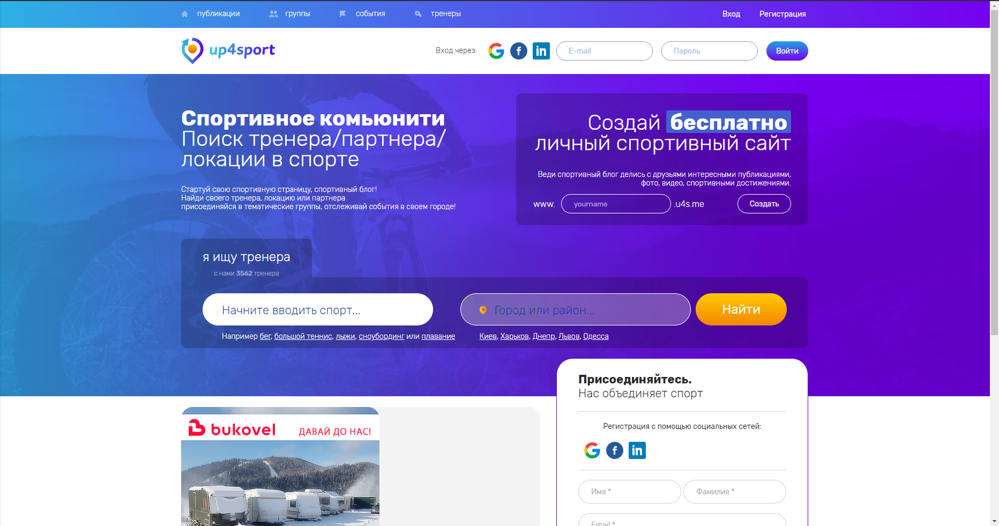 публикации
группы
события
тренеры
Вход
Регистрация
up4sport
Вход через:
E-mail
Пароль
Войти
Спортивное комьюнити
Поиск тренера/партнера/
локации в спорте
Стартуй свою спортивную страницу, спортивный блог!
Найди своего тренера, локацию или партнера
присоединяйся в тематические группы, отслеживай события в своем городе!
Создай бесплатно
личный спортивный сайт
Веди спортивный блог делись с друзьями интересными публикациями,
фото, видео, спортивными достижениями.
www. yourname .u4s.me
Создать
я ищу тренера
с нами 3562 тренера
Начните вводить спорт...
Город или район...
Найти
Например бег, большой теннис, лыжи, сноубординг или плавание
Киев, Харьков, Днепр, Львов, Одесса
Присоединяйтесь.
Нас объединяет спорт
Регистрация с помощью социальных сетей:
Имя *
Фамилия *
Email *
bukovel
ДАВАЙ ДО НАС!